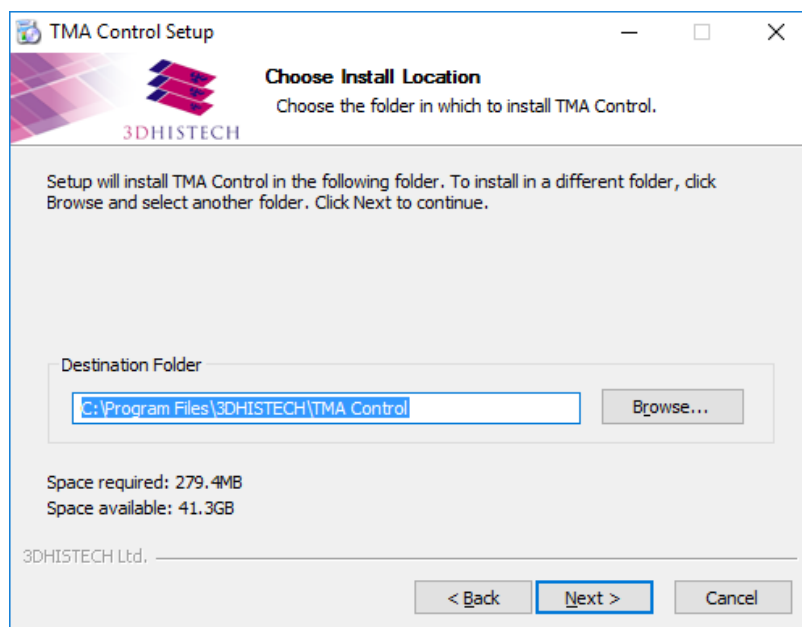 TMA Control Setup
Choose Install Location
Choose the folder in which to install TMA Control.
3DHISTECH
Setup will install TMA Control in the following folder. To install in a different folder, click
Browse and select another folder. Click Next to continue.
Destination Folder
C:\Program Files\3DHISTECH\TMA Control
Browse...
Space required: 279.4MB
Space available: 41.3GB
3DHISTECH Ltd.
< Back
Next >
Cancel